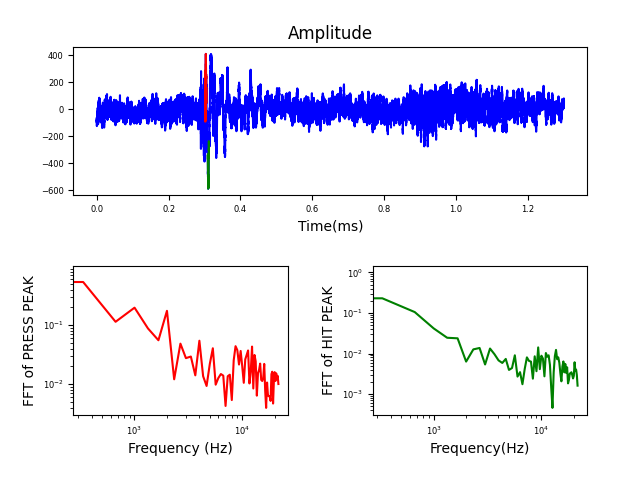 Amplitude
400
200
0
−200
−400
−600
0.0 0.2 0.4 0.6 0.8 1.0 1.2
Time(ms)
FFT of PRESS PEAK
10⁻¹
10⁻²
10³ 10⁴
Frequency (Hz)
FFT of HIT PEAK
10⁰
10⁻¹
10⁻²
10⁻³
10³ 10⁴
Frequency(Hz)